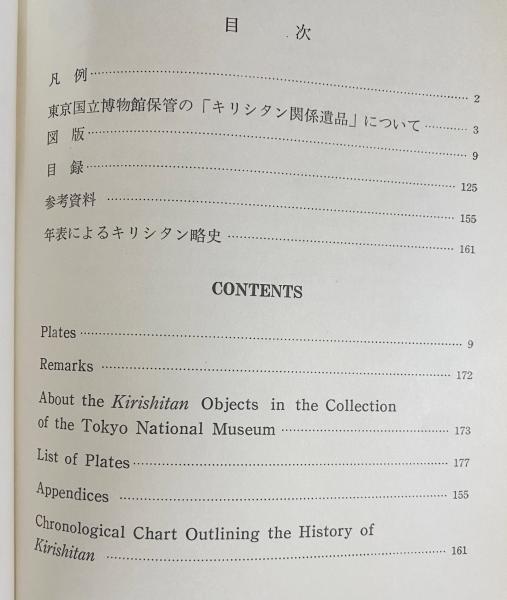 目 次
凡 例 2
東京国立博物館保管の「キリシタン関係遺品」について 3
図 版 9
目 録 125
参考資料 155
年表によるキリシタン略史 161
CONTENTS
Plates 9
Remarks 172
About the Kirishitan Objects in the Collection
of the Tokyo National Museum 173
List of Plates 177
Appendices 155
Chronological Chart Outlining the History of
Kirishitan 161